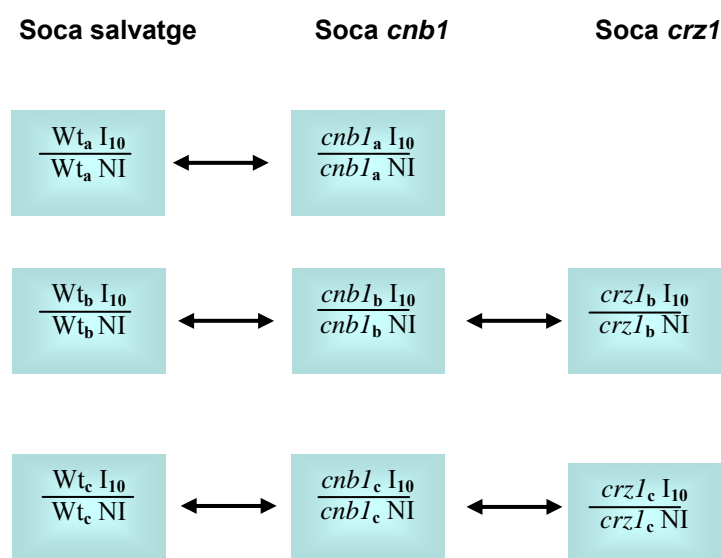 Soca salvatge Soca cnb1 Soca crz1
Wta I10 cnb1a I10
Wta NI cnb1a NI
Wtb I10 cnb1b I10 crz1b I10
Wtb NI cnb1b NI crz1b NI
Wtc I10 cnb1c I10 crz1c I10
Wtc NI cnb1c NI crz1c NI